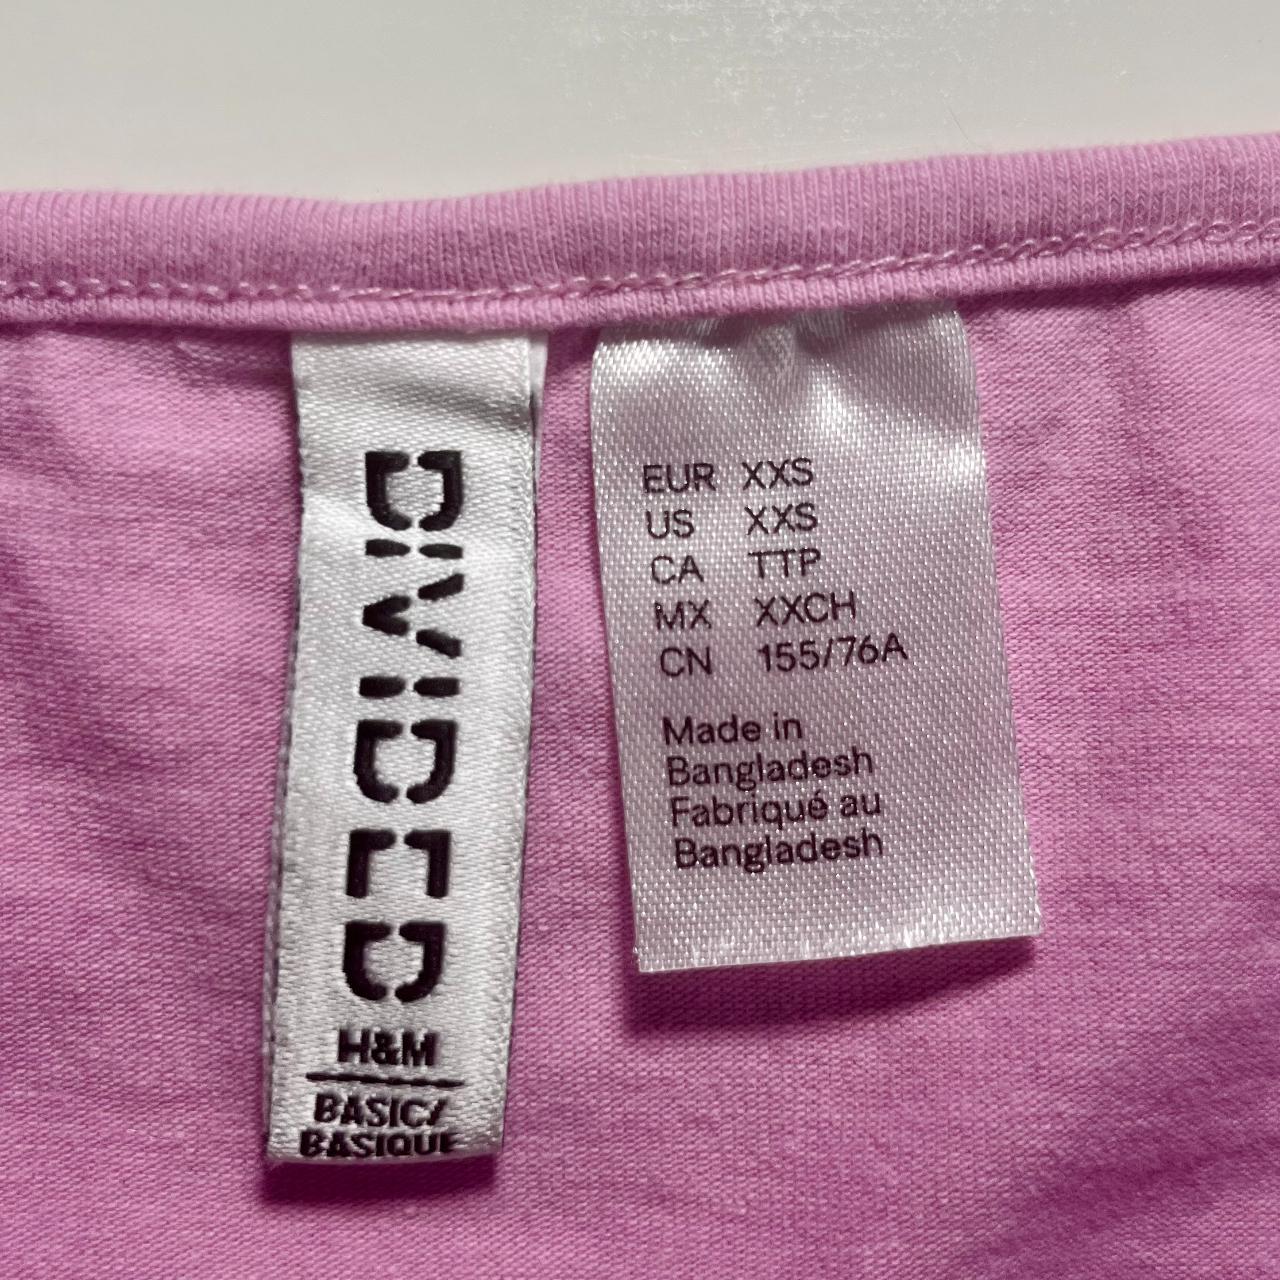 DIVIDED
H&M
BASIC/
BASIQUE
EUR XXS
US XXS
CA TTP
MX XXCH
CN 155/76A
Made in
Bangladesh
Fabriqué au
Bangladesh